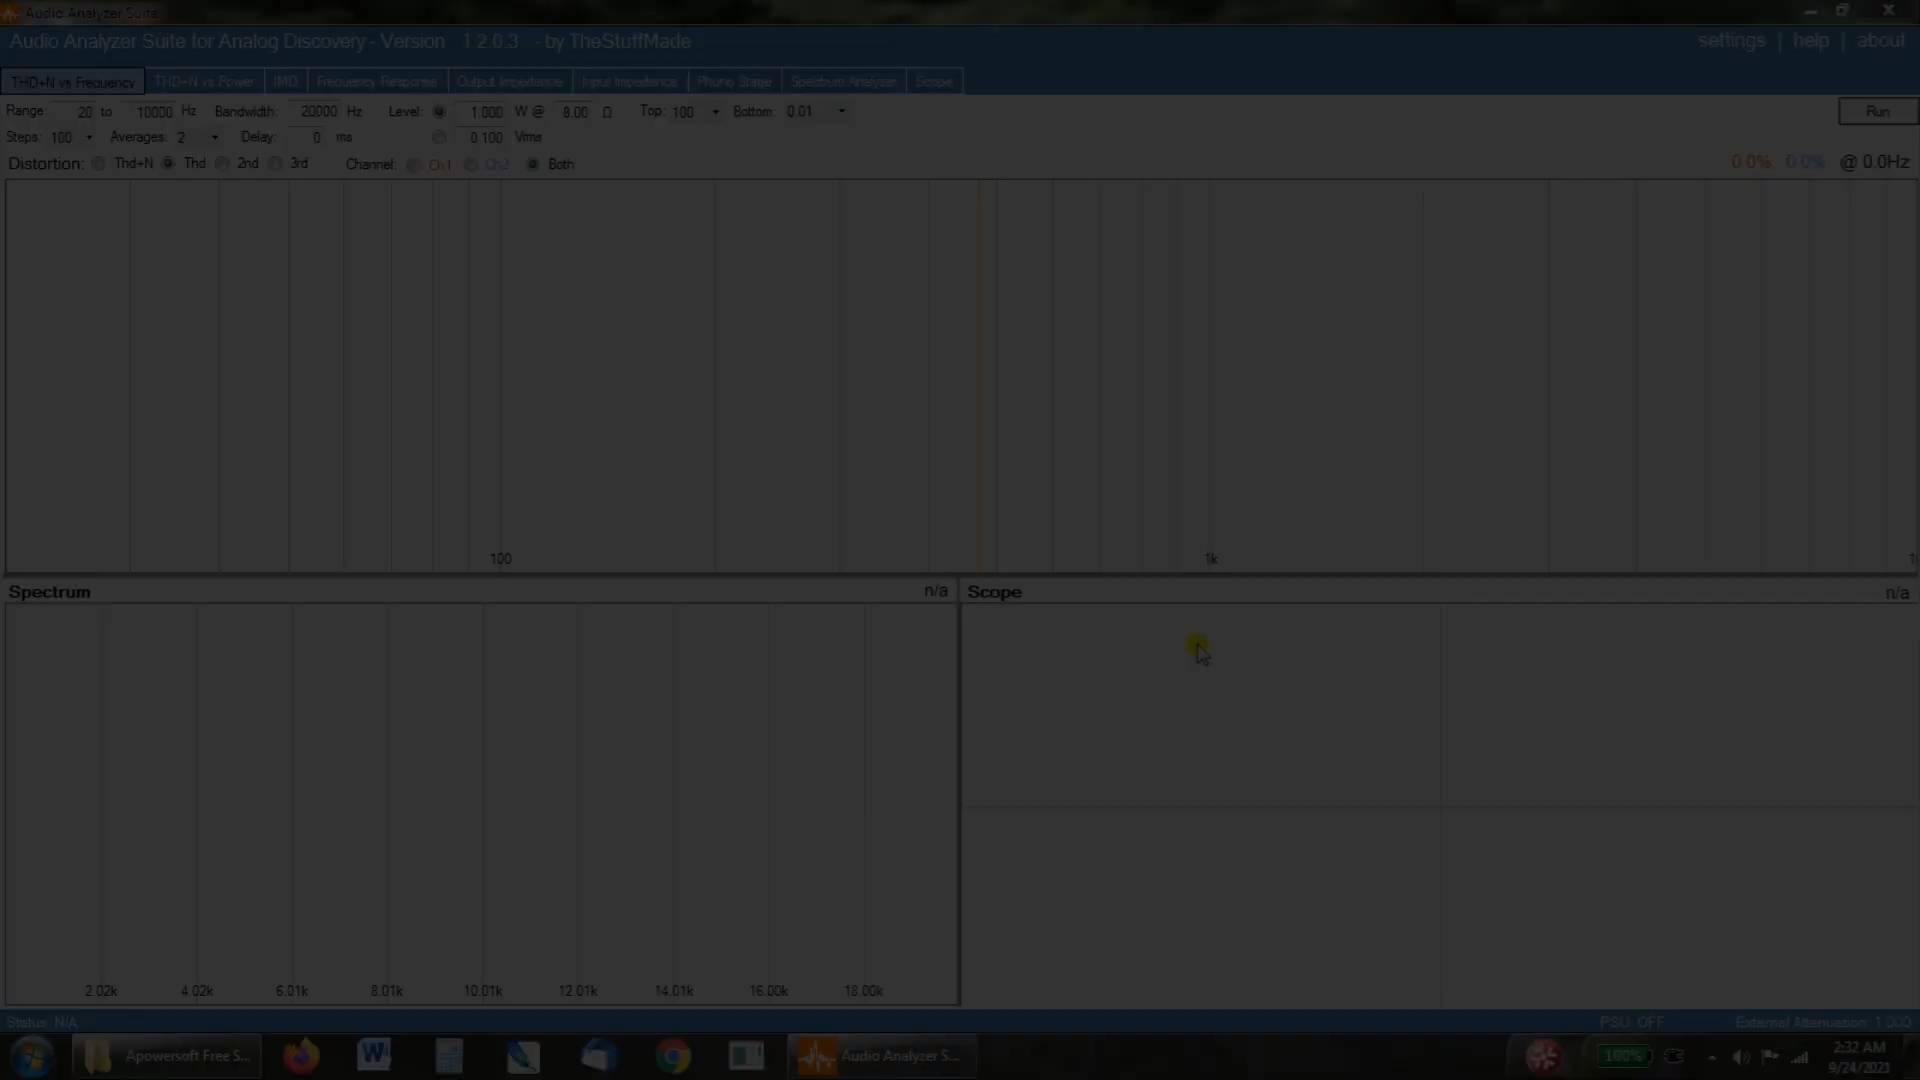 Audio Analyzer Suite
Audio Analyzer Suite for Analog Discovery - Version 1.2.0.3 - by TheStuffMade
settings | help | about
THD+N vs Frequency THD+N vs Power IMD Frequency Response Output Impedance Input Impedance Phono Stage Spectrum Analyzer Scope
Range: 20 to 10000 Hz Bandwidth: 20000 Hz Level: 1.000 W @ 8.00 Ω Top: 100 Bottom: 0.01 Run
Steps: 100 Averages: 2 Delay: 0 ms 0.100 Vrms
Distortion: Thd+N Thd 2nd 3rd Channel: Ch1 Ch2 Both 0.0% 0.0% @ 0.0Hz
100 1k 1
Spectrum n/a Scope n/a
2.02k 4.02k 6.01k 8.01k 10.01k 12.01k 14.01k 16.00k 18.00k
Status: N/A PSU: OFF External Attenuation: 1.000
Apowersoft Free S... Audio Analyzer S... 100% 2:32 AM
9/24/2021